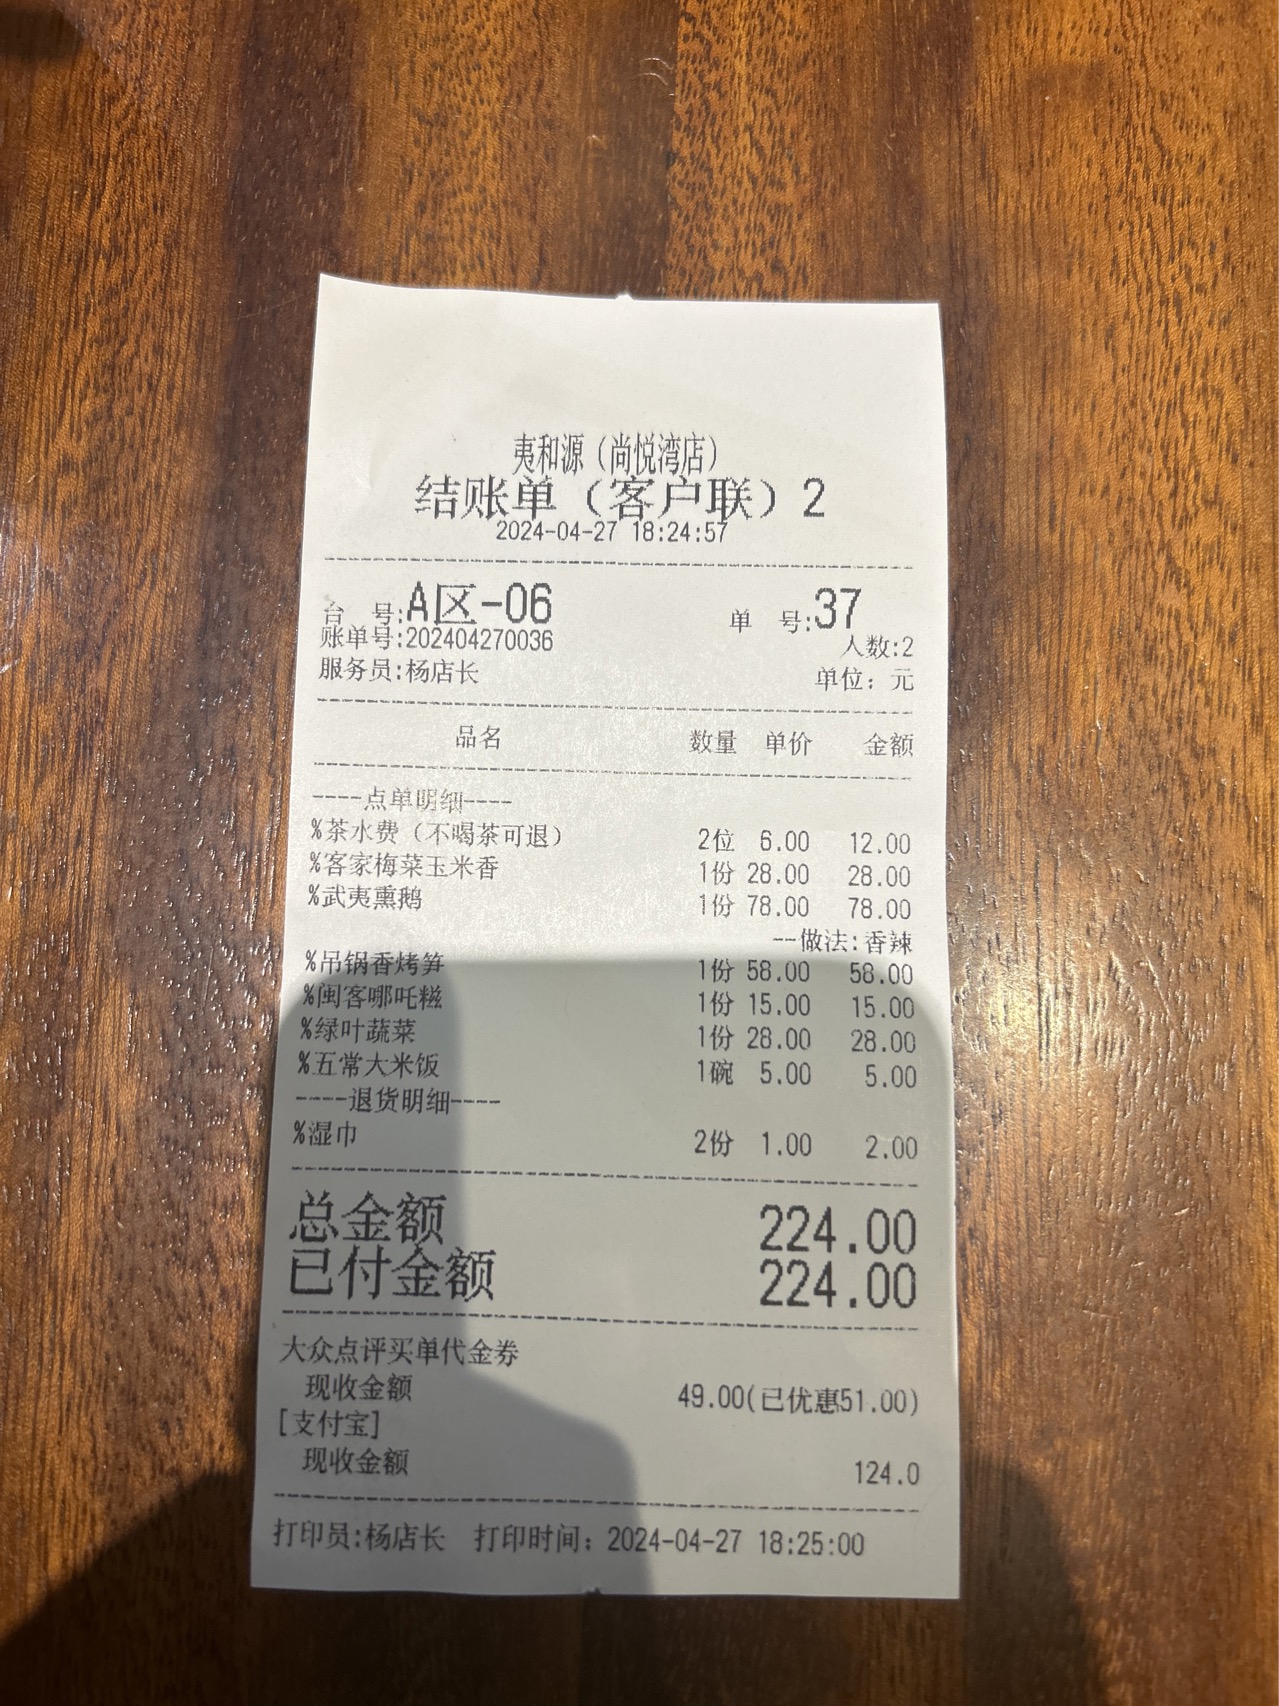 夷和源（尚悦湾店）
结账单（客户联）2
2024-04-27 18:24:57
台 号:A区-06 单 号:37
账单号:202404270036 人数:2
服务员:杨店长 单位：元
品名 数量 单价 金额
----点单明细----
%茶水费（不喝茶可退） 2位 6.00 12.00
%客家梅菜玉米香 1份 28.00 28.00
%武夷熏鹅 1份 78.00 78.00
--做法:香辣
%吊锅香烤笋 1份 58.00 58.00
%闽客哪吒糍 1份 15.00 15.00
%绿叶蔬菜 1份 28.00 28.00
%五常大米饭 1碗 5.00 5.00
----退货明细----
%湿巾 2份 1.00 2.00
总金额 224.00
已付金额 224.00
大众点评买单代金券
现收金额 49.00(已优惠51.00)
[支付宝]
现收金额 124.0
打印员:杨店长 打印时间：2024-04-27 18:25:00